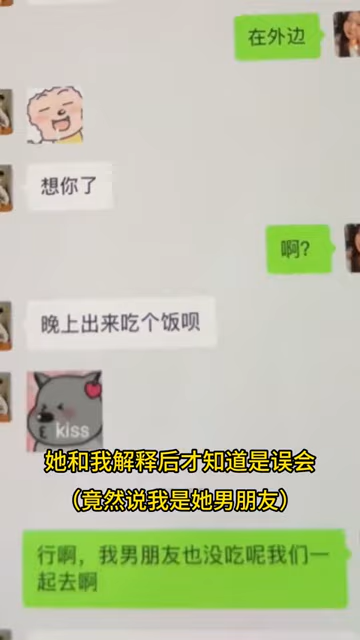 在外边
想你了
啊?
晚上出来吃个饭呗
kiss
她和我解释后才知道是误会
（竟然说我是她男朋友）
行啊，我男朋友也没吃呢我们一
起去啊